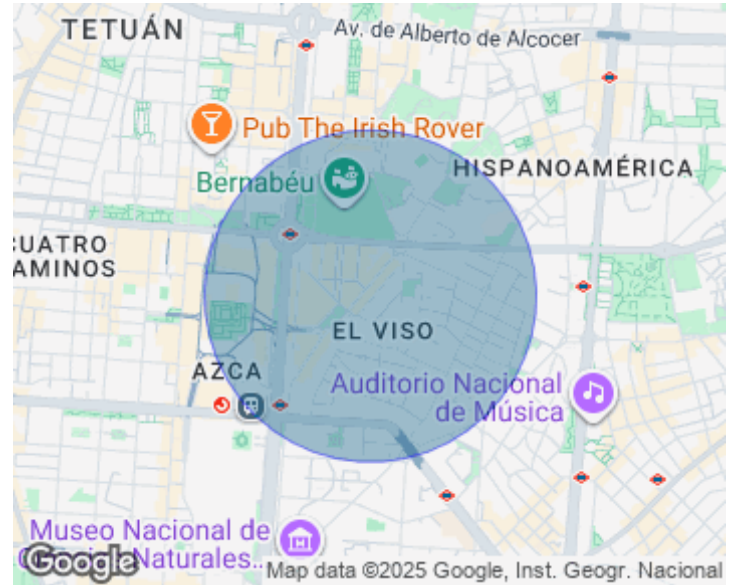 TETUÁN
Av. de Alberto de Alcocer
Pub The Irish Rover
Bernabéu
HISPANOAMÉRICA
CUATRO
CAMINOS
EL VISO
AZCA
Auditorio Nacional
de Música
Museo Nacional de
Naturales..
Google
Map data ©2025 Google, Inst. Geogr. Nacional